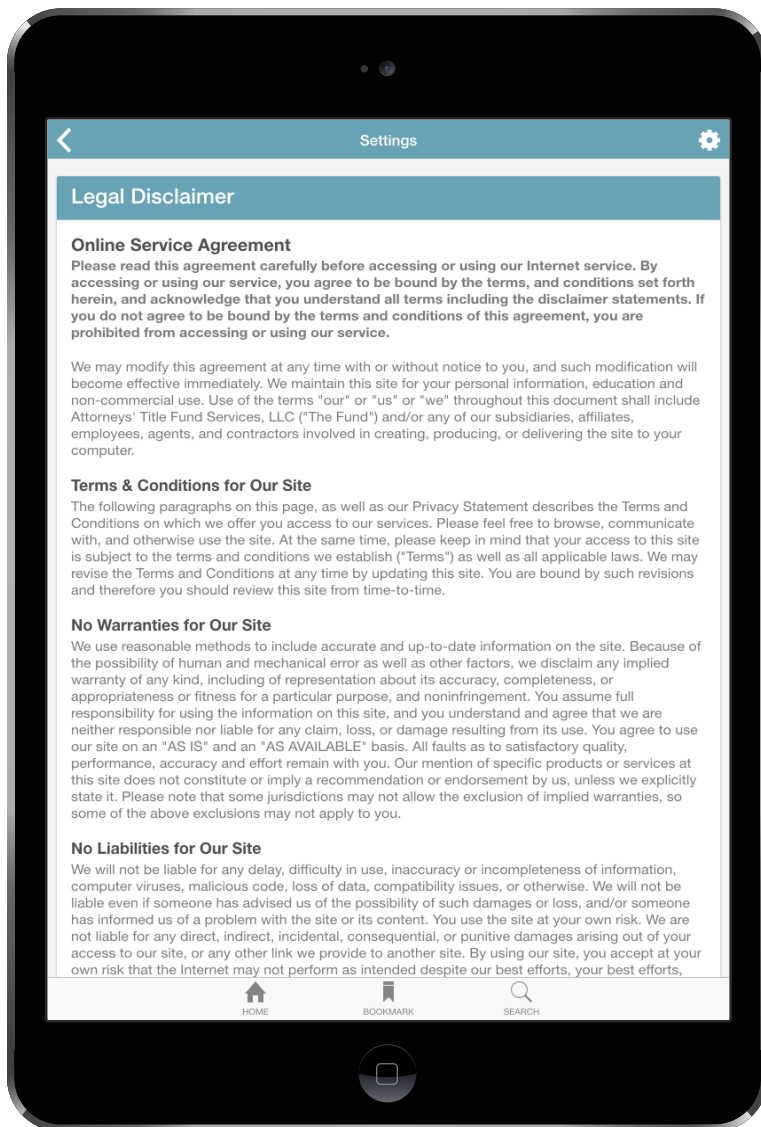 Settings
Legal Disclaimer
Online Service Agreement
Please read this agreement carefully before accessing or using our Internet service. By
accessing or using our service, you agree to be bound by the terms, and conditions set forth
herein, and acknowledge that you understand all terms including the disclaimer statements. If
you do not agree to be bound by the terms and conditions of this agreement, you are
prohibited from accessing or using our service.
We may modify this agreement at any time with or without notice to you, and such modification will
become effective immediately. We maintain this site for your personal information, education and
non-commercial use. Use of the terms "our" or "us" or "we" throughout this document shall include
Attorneys' Title Fund Services, LLC ("The Fund") and/or any of our subsidiaries, affiliates,
employees, agents, and contractors involved in creating, producing, or delivering the site to your
computer.
Terms & Conditions for Our Site
The following paragraphs on this page, as well as our Privacy Statement describes the Terms and
Conditions on which we offer you access to our services. Please feel free to browse, communicate
with, and otherwise use the site. At the same time, please keep in mind that your access to this site
is subject to the terms and conditions we establish ("Terms") as well as all applicable laws. We may
revise the Terms and Conditions at any time by updating this site. You are bound by such revisions
and therefore you should review this site from time-to-time.
No Warranties for Our Site
We use reasonable methods to include accurate and up-to-date information on the site. Because of
the possibility of human and mechanical error as well as other factors, we disclaim any implied
warranty of any kind, including of representation about its accuracy, completeness, or
appropriateness or fitness for a particular purpose, and noninfringement. You assume full
responsibility for using the information on this site, and you understand and agree that we are
neither responsible nor liable for any claim, loss, or damage resulting from its use. You agree to use
our site on an "AS IS" and an "AS AVAILABLE" basis. All faults as to satisfactory quality,
performance, accuracy and effort remain with you. Our mention of specific products or services at
this site does not constitute or imply a recommendation or endorsement by us, unless we explicitly
state it. Please note that some jurisdictions may not allow the exclusion of implied warranties, so
some of the above exclusions may not apply to you.
No Liabilities for Our Site
We will not be liable for any delay, difficulty in use, inaccuracy or incompleteness of information,
computer viruses, malicious code, loss of data, compatibility issues, or otherwise. We will not be
liable even if someone has advised us of the possibility of such damages or loss, and/or someone
has informed us of a problem with the site or its content. You use the site at your own risk. We are
not liable for any direct, indirect, incidental, consequential, or punitive damages arising out of your
access to our site, or any other link we provide to another site. By using our site, you accept at your
own risk that the Internet may not perform as intended despite our best efforts, your best efforts,
HOME BOOKMARK SEARCH